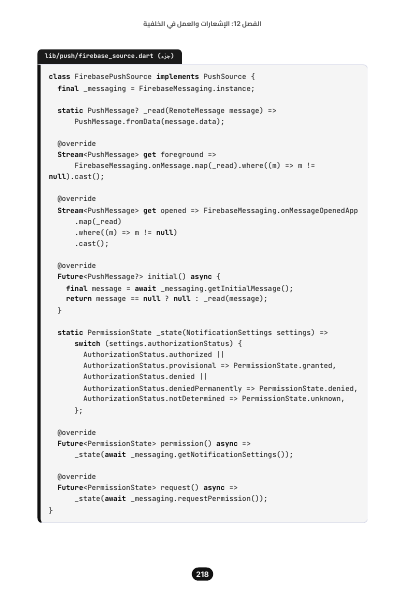 الفصل 12: الإشعارات والعمل في الخلفية
lib/push/firebase_source.dart (جزء)
class FirebasePushSource implements PushSource {
  final _messaging = FirebaseMessaging.instance;

  static PushMessage? _read(RemoteMessage message) =>
      PushMessage.fromData(message.data);

  @override
  Stream<PushMessage> get foreground =>
      FirebaseMessaging.onMessage.map(_read).where((m) => m !=
null).cast();

  @override
  Stream<PushMessage> get opened => FirebaseMessaging.onMessageOpenedApp
      .map(_read)
      .where((m) => m != null)
      .cast();

  @override
  Future<PushMessage?> initial() async {
    final message = await _messaging.getInitialMessage();
    return message == null ? null : _read(message);
  }

  static PermissionState _state(NotificationSettings settings) =>
      switch (settings.authorizationStatus) {
        AuthorizationStatus.authorized ||
        AuthorizationStatus.provisional => PermissionState.granted,
        AuthorizationStatus.denied ||
        AuthorizationStatus.deniedPermanently => PermissionState.denied,
        AuthorizationStatus.notDetermined => PermissionState.unknown,
      };

  @override
  Future<PermissionState> permission() async =>
      _state(await _messaging.getNotificationSettings());

  @override
  Future<PermissionState> request() async =>
      _state(await _messaging.requestPermission());
}
218